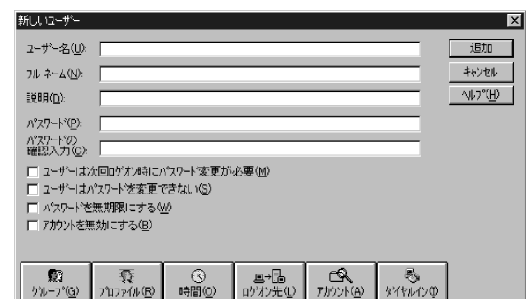 新しいユーザー
ユーザー名(U):
追加
フル ネーム(N):
キャンセル
説明(D):
ヘルプ(H)
パスワード(P):
パスワードの
確認入力(C):
ユーザーは次回ログオン時にパスワード変更が必要(M)
ユーザーはパスワードを変更できない(S)
パスワードを無期限にする(W)
アカウントを無効にする(B)
グループ(G)
プロファイル(R)
時間(O)
ログオン先(L)
アカウント(A)
ダイヤルイン(I)